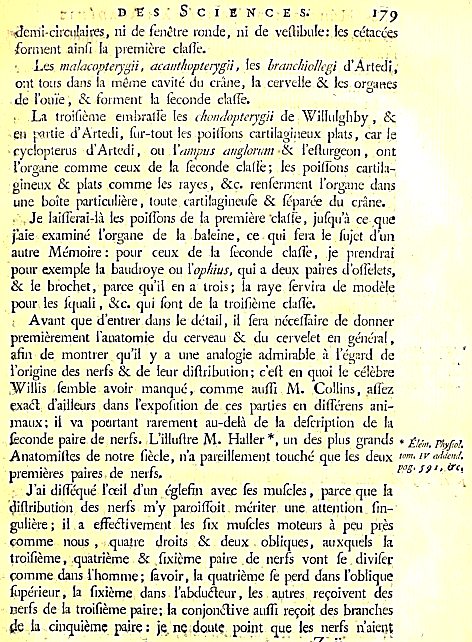 DES SCIENCES. 179
demi-circulaires, ni de fenêtre ronde, ni de vestibule: les cétacées
forment ainsi la première classe.
Les malacopterygii, acanthopterygii, les branchiollegi d'Artedi,
ont tous dans la même cavité du crâne, la cervelle & les organes
de l'ouïe, & forment la seconde classe.
La troisième embrasse les chondopterygii de Willulghby, &
en partie d'Artedi, sur-tout les poissons cartilagineux plats, car le
cyclopterus d'Artedi, ou l'ampus anglorum & l'esturgeon, ont
l'organe comme ceux de la seconde classe; les poissons cartila-
gineux & plats comme les rayes, &c. renferment l'organe dans
une boîte particulière, toute cartilagineuse & séparée du crâne.
Je laisserai-là les poissons de la première classe, jusqu'à ce que
j'aie examiné l'organe de la baleine, ce qui fera le sujet d'un
autre Mémoire: pour ceux de la seconde classe, je prendrai
pour exemple la baudroye ou l'ophius, qui a deux paires d'osselets,
& le brochet, parce qu'il en a trois; la raye servira de modèle
pour les squali, &c. qui sont de la troisième classe.
Avant que d'entrer dans le détail, il sera nécessaire de donner
premièrement l'anatomie du cerveau & du cervelet en général,
afin de montrer qu'il y a une analogie admirable à l'égard de
l'origine des nerfs & de leur distribution; c'est en quoi le célèbre
Willis semble avoir manqué, comme aussi M. Collins, assez
exact d'ailleurs dans l'exposition de ces parties en différens ani-
maux; il va pourtant rarement au-delà de la description de la
seconde paire de nerfs. L'illustre M. Haller *, un des plus grands
Anatomistes de notre siècle, n'a pareillement touché que les deux
premières paires de nerfs.
* Élém. Physiol.
tom. IV addend.
pag. 591, &c.
J'ai disséqué l'œil d'un églefin avec ses muscles, parce que la
distribution des nerfs m'y paroissoit mériter une attention sin-
gulière; il a effectivement les six muscles moteurs à peu près
comme nous, quatre droits & deux obliques, auxquels la
troisième, quatrième & sixième paire de nerfs vont se diviser
comme dans l'homme; savoir, la quatrième se perd dans l'oblique
supérieur, la sixième dans l'abducteur, les autres reçoivent des
nerfs de la troisième paire; la conjonctive aussi reçoit des branches
de la cinquième paire: je ne doute point que les nerfs n'aient